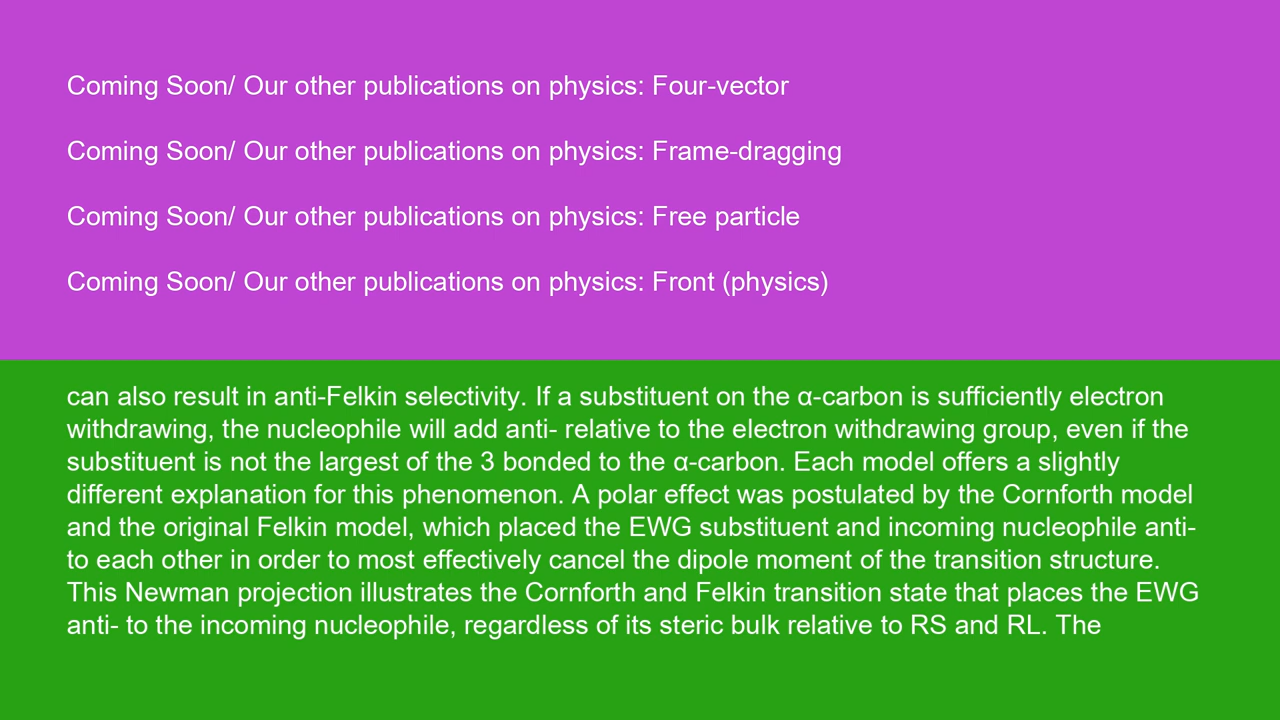 Coming Soon/ Our other publications on physics: Four-vector
Coming Soon/ Our other publications on physics: Frame-dragging
Coming Soon/ Our other publications on physics: Free particle
Coming Soon/ Our other publications on physics: Front (physics)
can also result in anti-Felkin selectivity. If a substituent on the α-carbon is sufficiently electron
withdrawing, the nucleophile will add anti- relative to the electron withdrawing group, even if the
substituent is not the largest of the 3 bonded to the α-carbon. Each model offers a slightly
different explanation for this phenomenon. A polar effect was postulated by the Cornforth model
and the original Felkin model, which placed the EWG substituent and incoming nucleophile anti-
to each other in order to most effectively cancel the dipole moment of the transition structure.
This Newman projection illustrates the Cornforth and Felkin transition state that places the EWG
anti- to the incoming nucleophile, regardless of its steric bulk relative to RS and RL. The